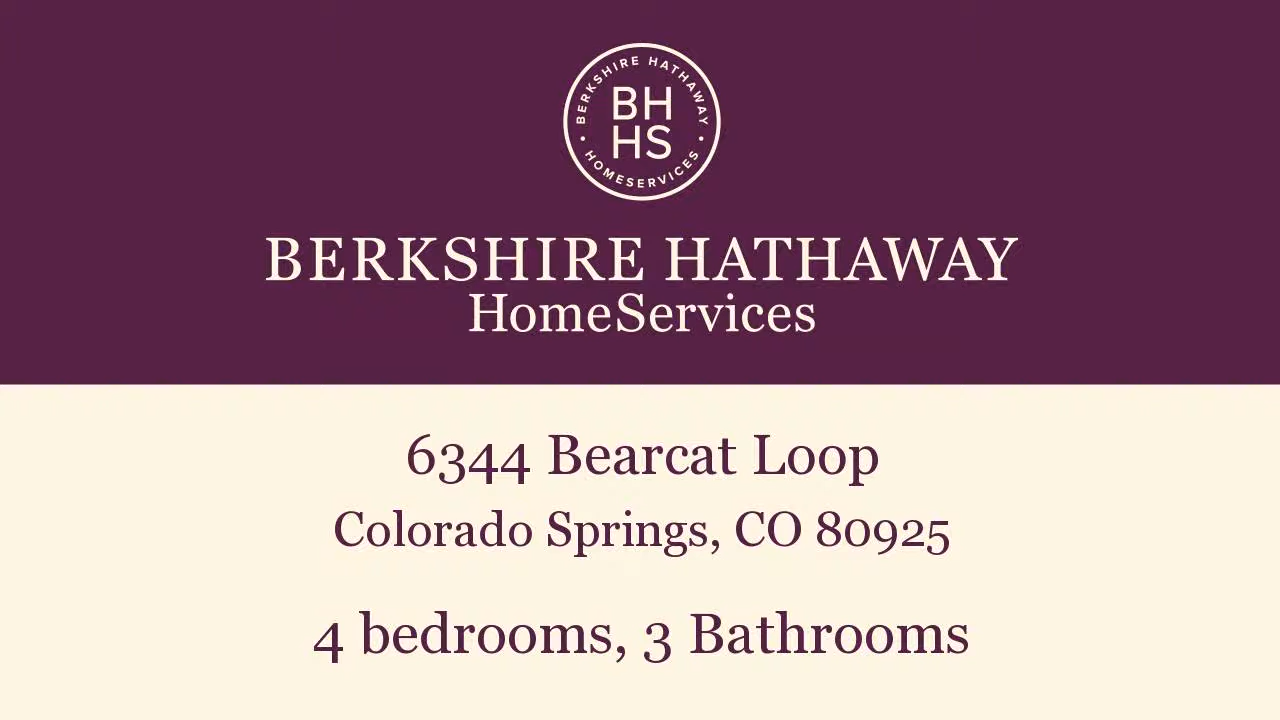 BERKSHIRE HATHAWAY
BH
HS
• HOMESERVICES •
BERKSHIRE HATHAWAY
HomeServices
6344 Bearcat Loop
Colorado Springs, CO 80925
4 bedrooms, 3 Bathrooms